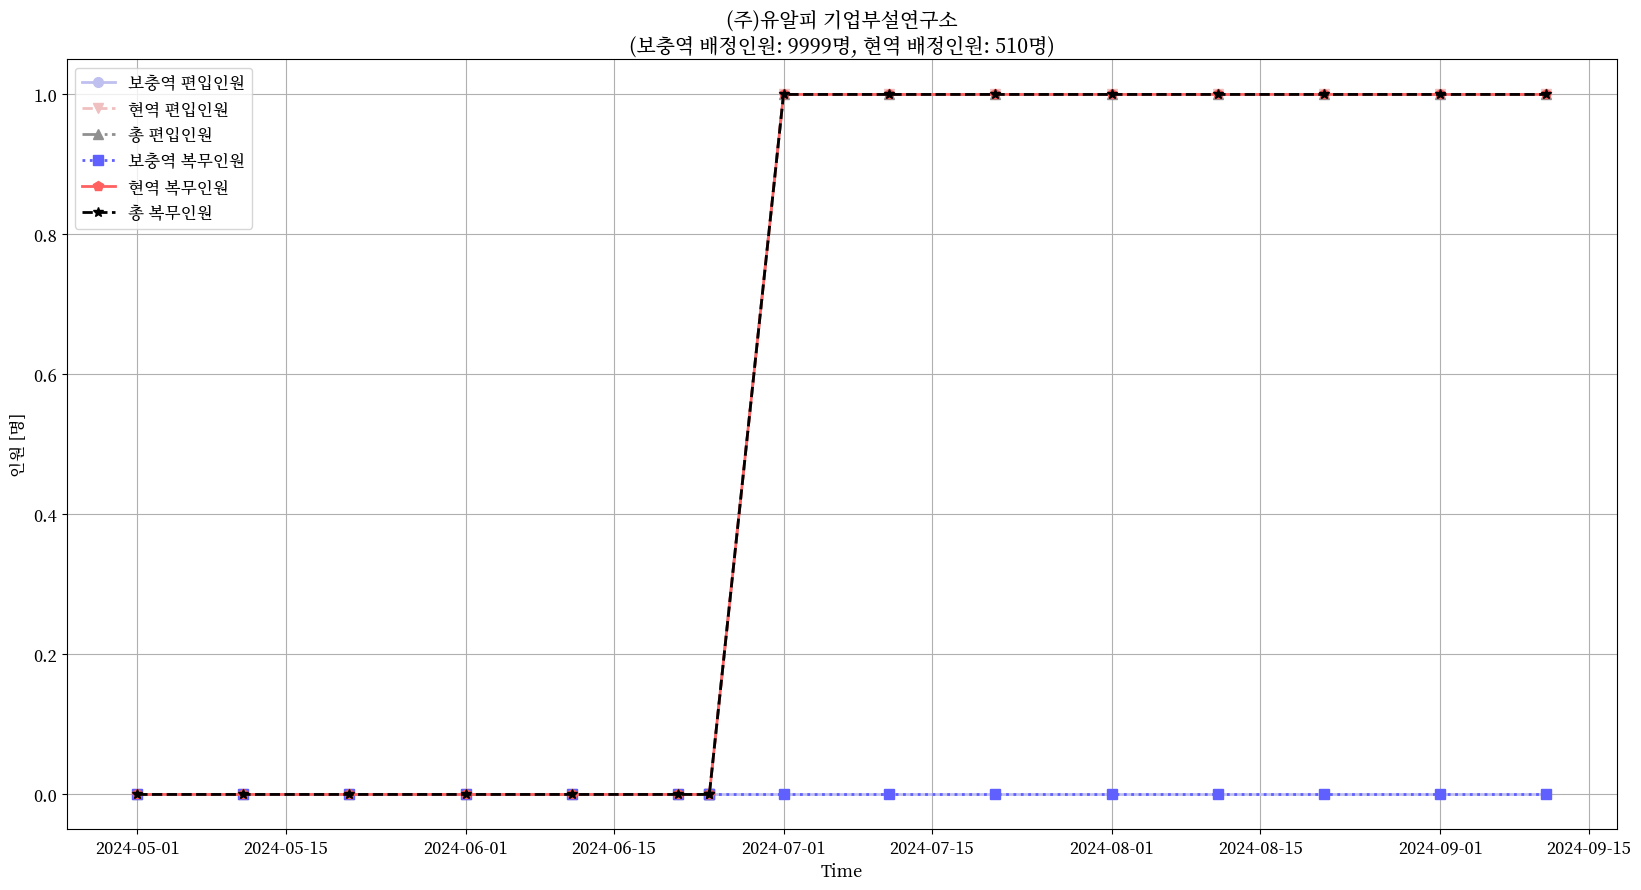 (주)유알피 기업부설연구소
(보충역 배정인원: 9999명, 현역 배정인원: 510명)
보충역 편입인원
현역 편입인원
총 편입인원
보충역 복무인원
현역 복무인원
총 복무인원
1.0
0.8
0.6
0.4
0.2
0.0
인원 [명]
2024-05-01 2024-05-15 2024-06-01 2024-06-15 2024-07-01 2024-07-15 2024-08-01 2024-08-15 2024-09-01 2024-09-15
Time